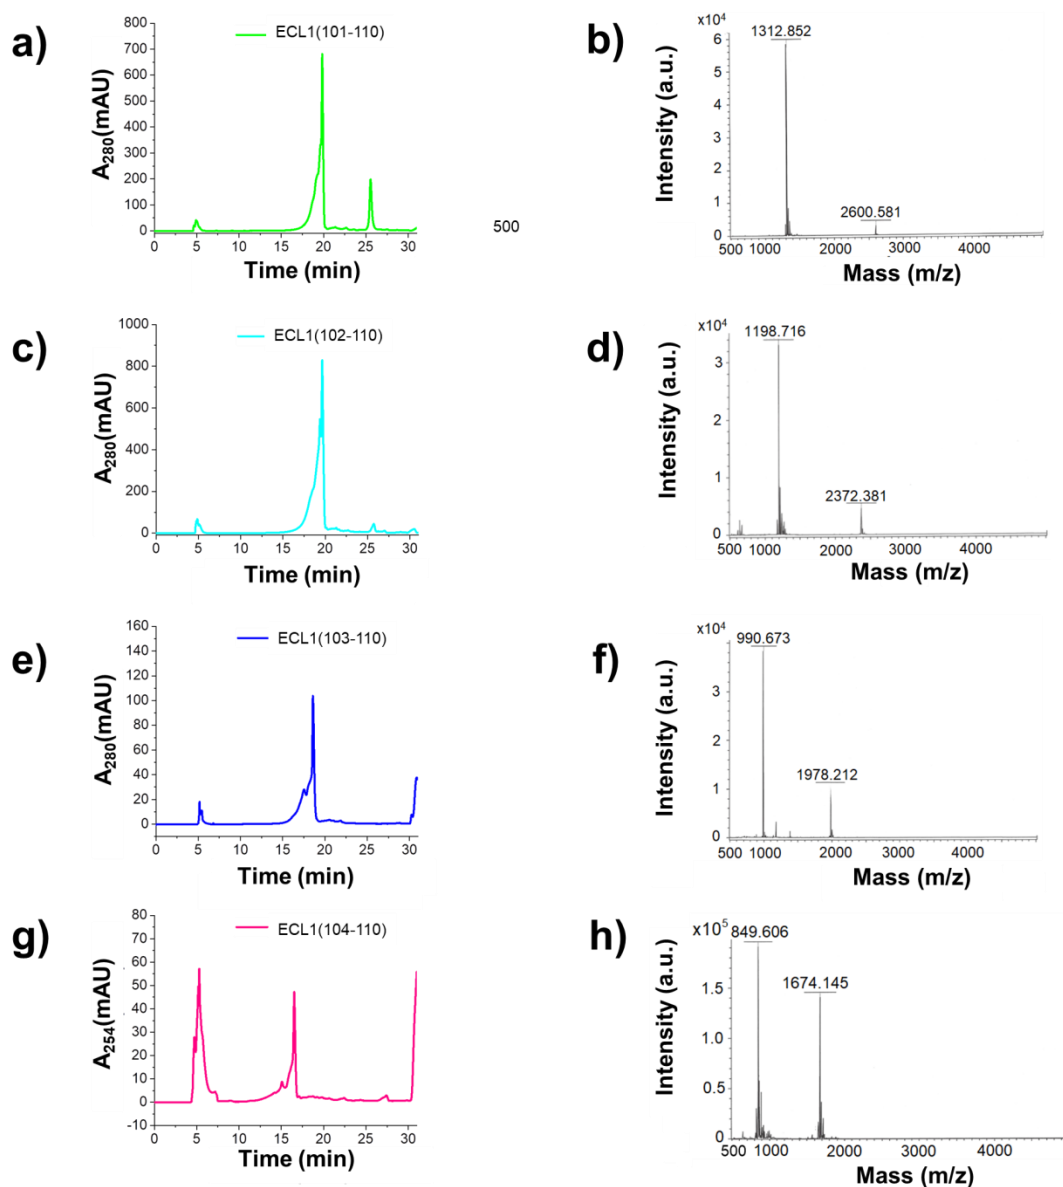 a)
ECL1(101-110)
A280(mAU)
800
700
600
500
400
300
200
100
0
0 5 10 15 20 25 30
Time (min)
500
b)
x10⁴
1312.852
2600.581
Intensity (a.u.)
6
5
4
3
2
1
0
500 1000 2000 3000 4000
Mass (m/z)
c)
ECL1(102-110)
A280(mAU)
1000
800
600
400
200
0
0 5 10 15 20 25 30
Time (min)
d)
x10⁴
1198.716
2372.381
Intensity (a.u.)
3
2
1
0
500 1000 2000 3000 4000
Mass (m/z)
e)
ECL1(103-110)
A280(mAU)
160
140
120
100
80
60
40
20
0
0 5 10 15 20 25 30
Time (min)
f)
x10⁴
990.673
1978.212
Intensity (a.u.)
3
2
1
0
500 1000 2000 3000 4000
Mass (m/z)
g)
ECL1(104-110)
A254(mAU)
80
70
60
50
40
30
20
10
0
-10
0 5 10 15 20 25 30
Time (min)
h)
x10⁵
849.606
1674.145
Intensity (a.u.)
1.5
1.0
0.5
0
500 1000 2000 3000 4000
Mass (m/z)